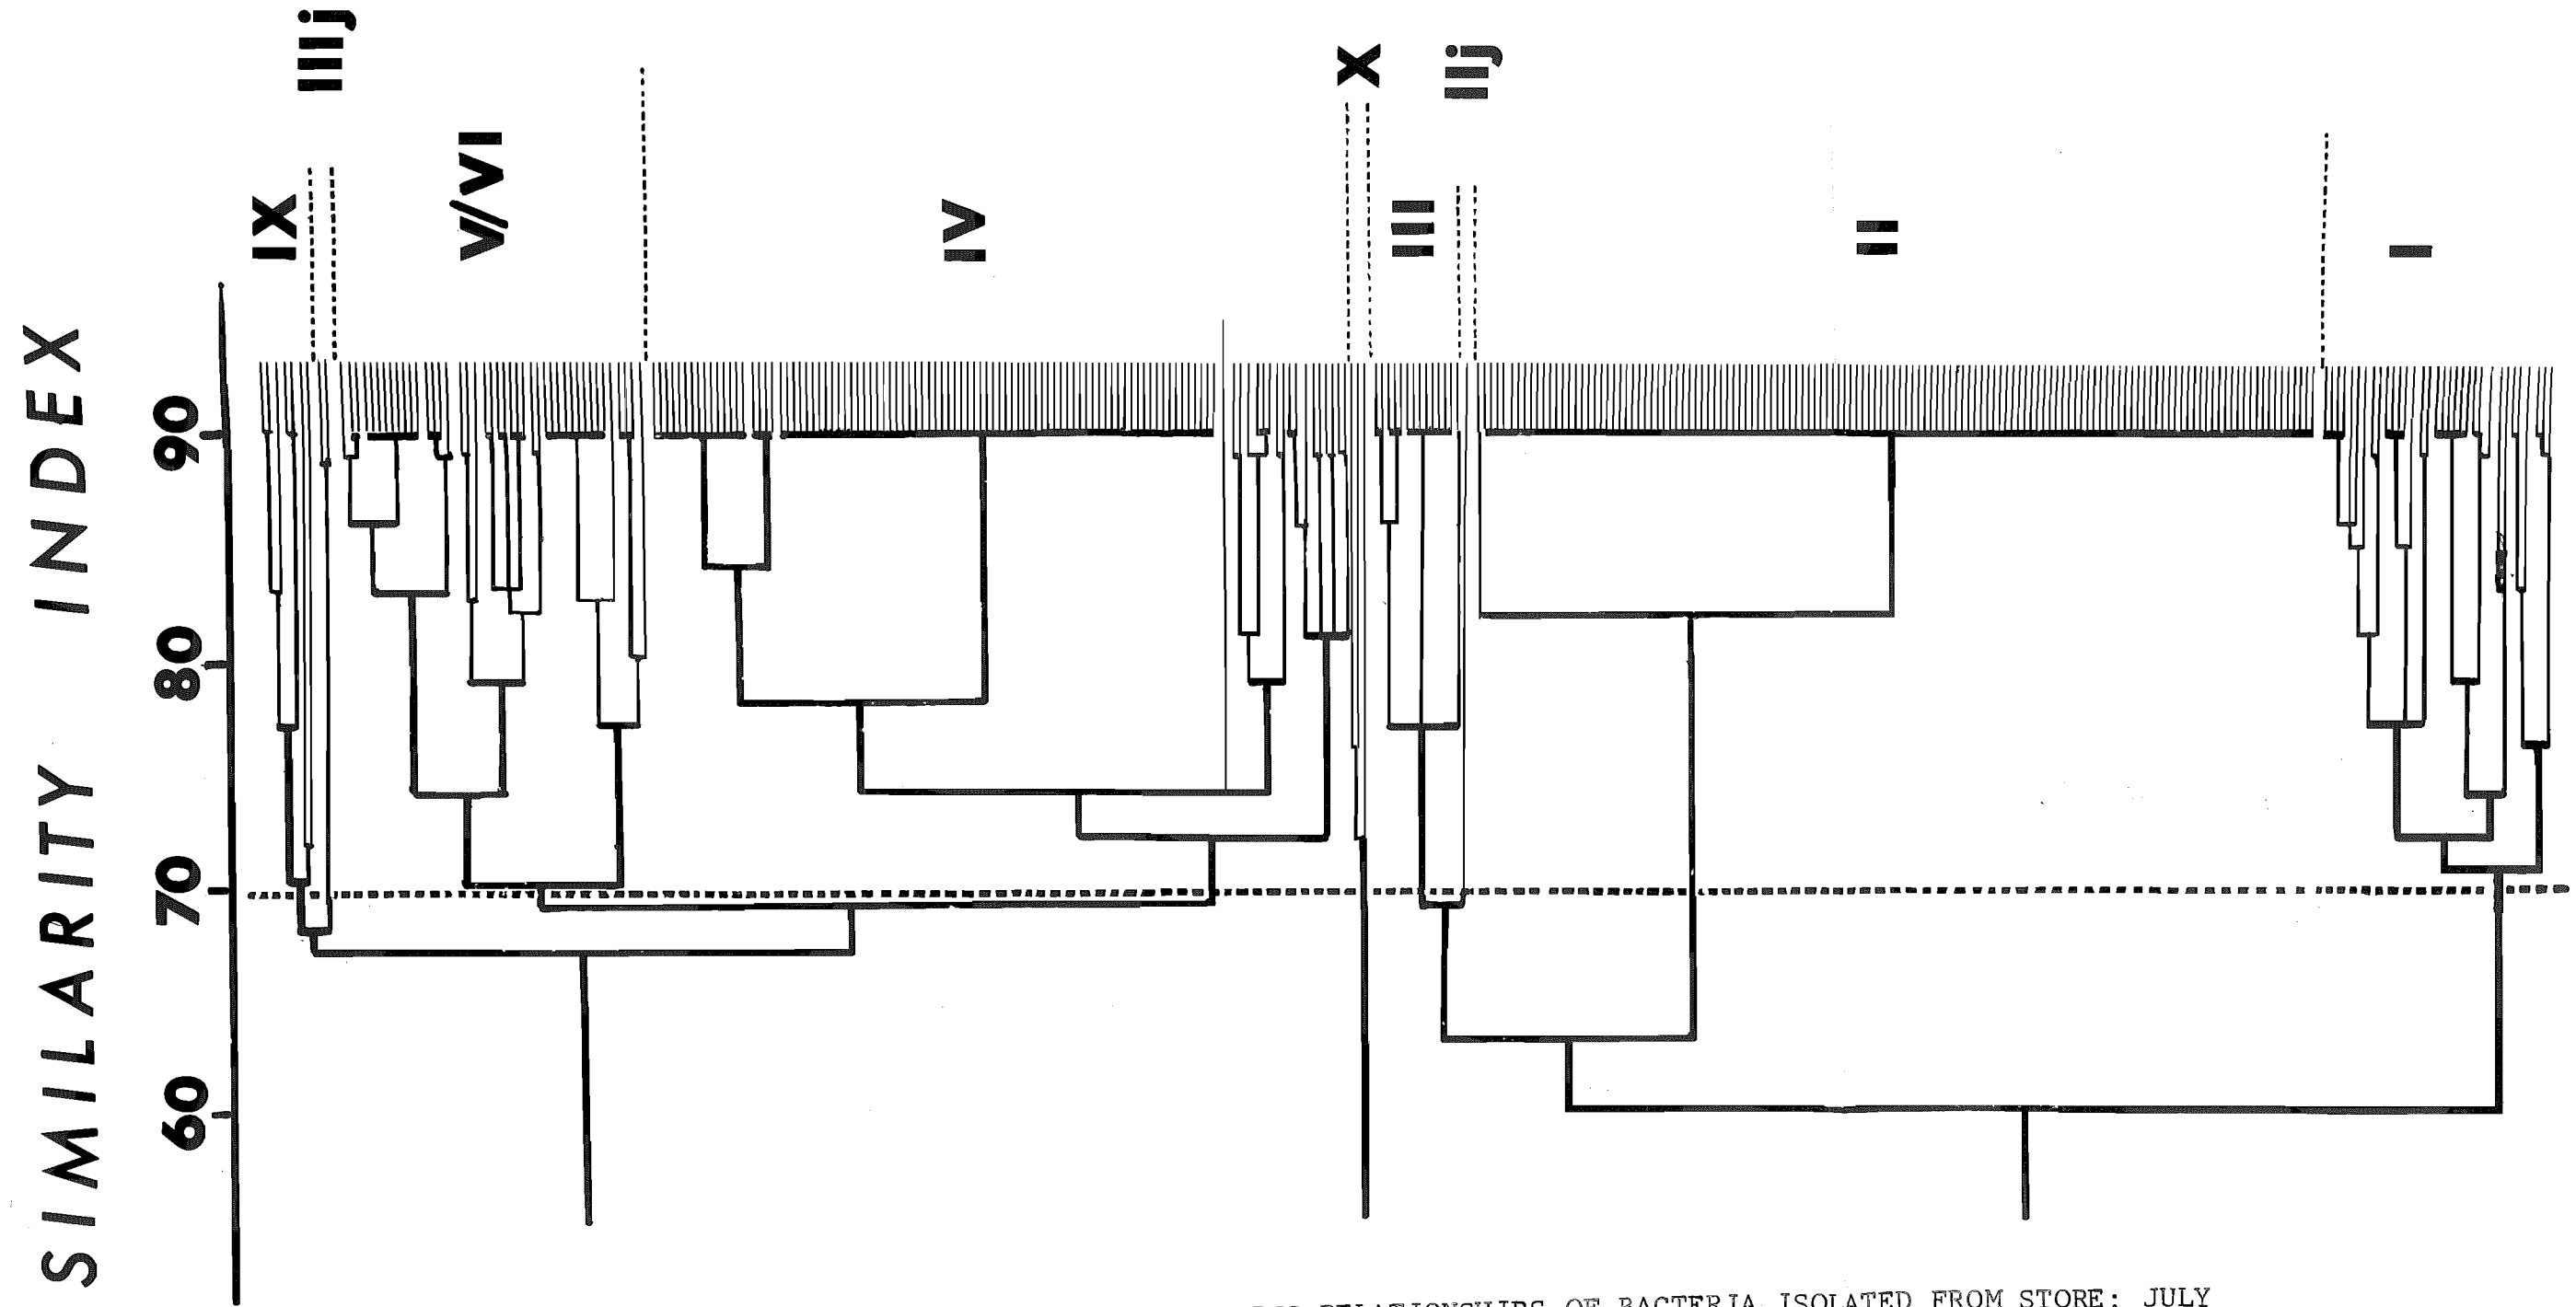 SIMILARITY INDEX
90
80
70
60
IX
IIIj
V/VI
IV
X
III
IIj
II
I
RELATIONSHIPS OF BACTERIA ISOLATED FROM STORE: JULY